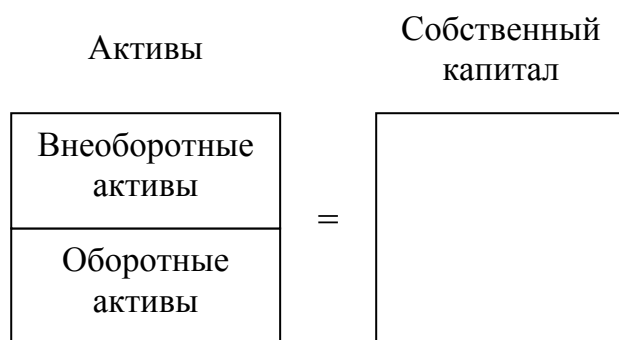 Активы
Собственный
капитал
Внеоборотные
активы
=
Оборотные
активы